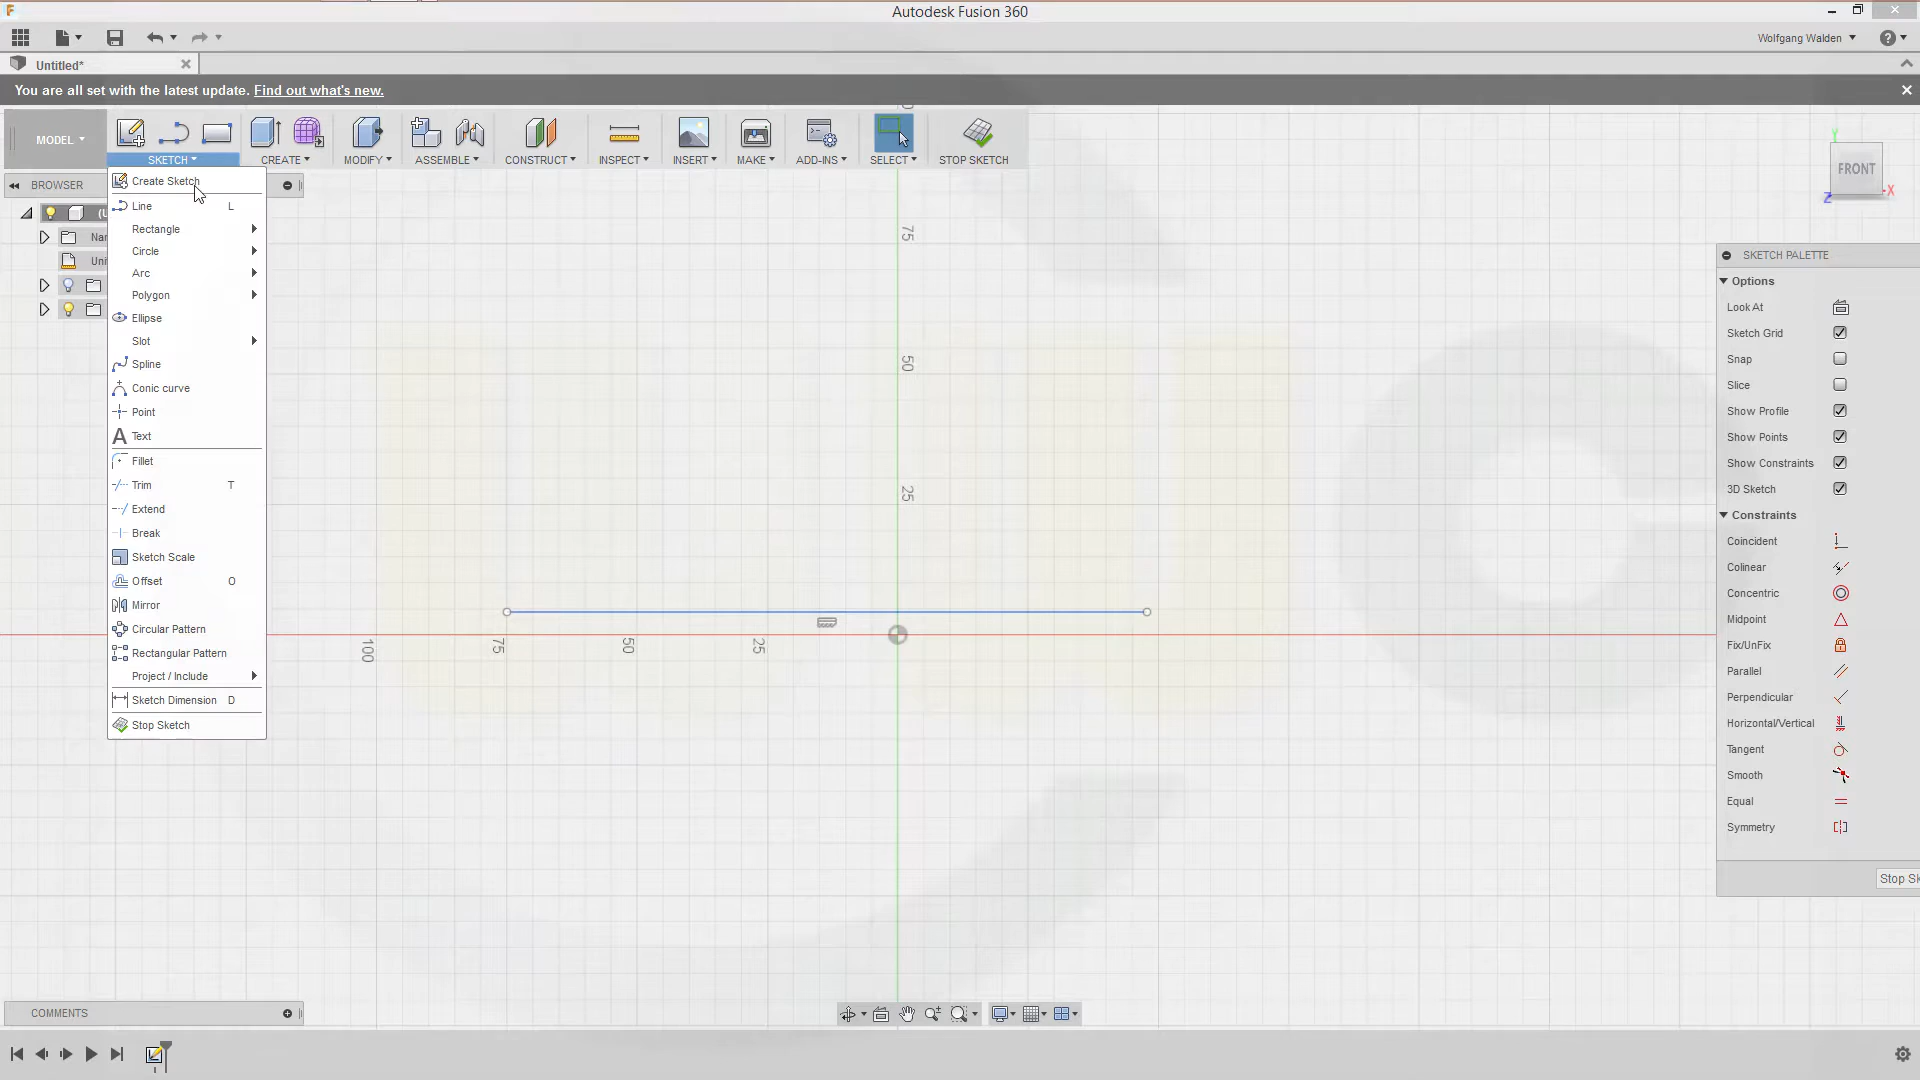 Autodesk Fusion 360
Wolfgang Walden
Untitled*
You are all set with the latest update. Find out what's new.
MODEL
SKETCH
CREATE
MODIFY
ASSEMBLE
CONSTRUCT
INSPECT
INSERT
MAKE
ADD-INS
SELECT
STOP SKETCH
BROWSER
(U
Nar
Uni
Create Sketch
Line L
Rectangle
Circle
Arc
Polygon
Ellipse
Slot
Spline
Conic curve
Point
Text
Fillet
Trim T
Extend
Break
Sketch Scale
Offset O
Mirror
Circular Pattern
Rectangular Pattern
Project / Include
Sketch Dimension D
Stop Sketch
75
50
25
100
75
50
25
FRONT
Y
X
Z
SKETCH PALETTE
Options
Look At
Sketch Grid
Snap
Slice
Show Profile
Show Points
Show Constraints
3D Sketch
Constraints
Coincident
Colinear
Concentric
Midpoint
Fix/UnFix
Parallel
Perpendicular
Horizontal/Vertical
Tangent
Smooth
Equal
Symmetry
Stop Sk
COMMENTS